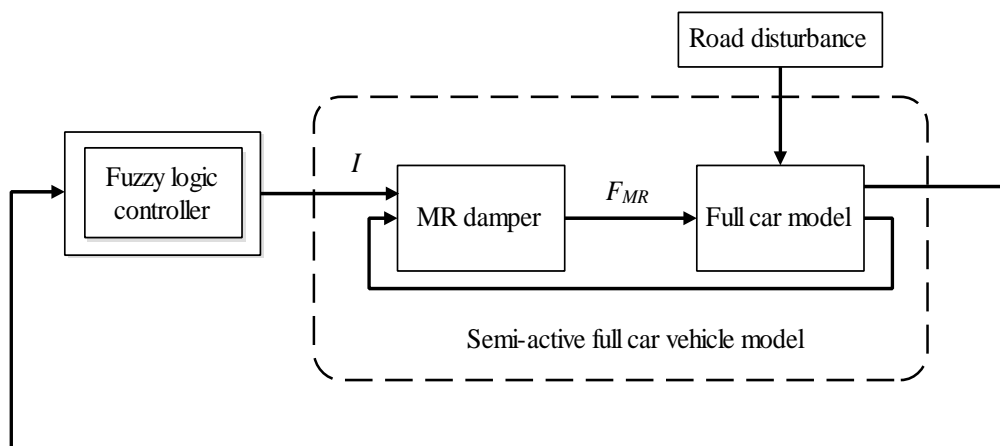 Road disturbance
Fuzzy logic
controller
I
MR damper
F_MR
Full car model
Semi-active full car vehicle model